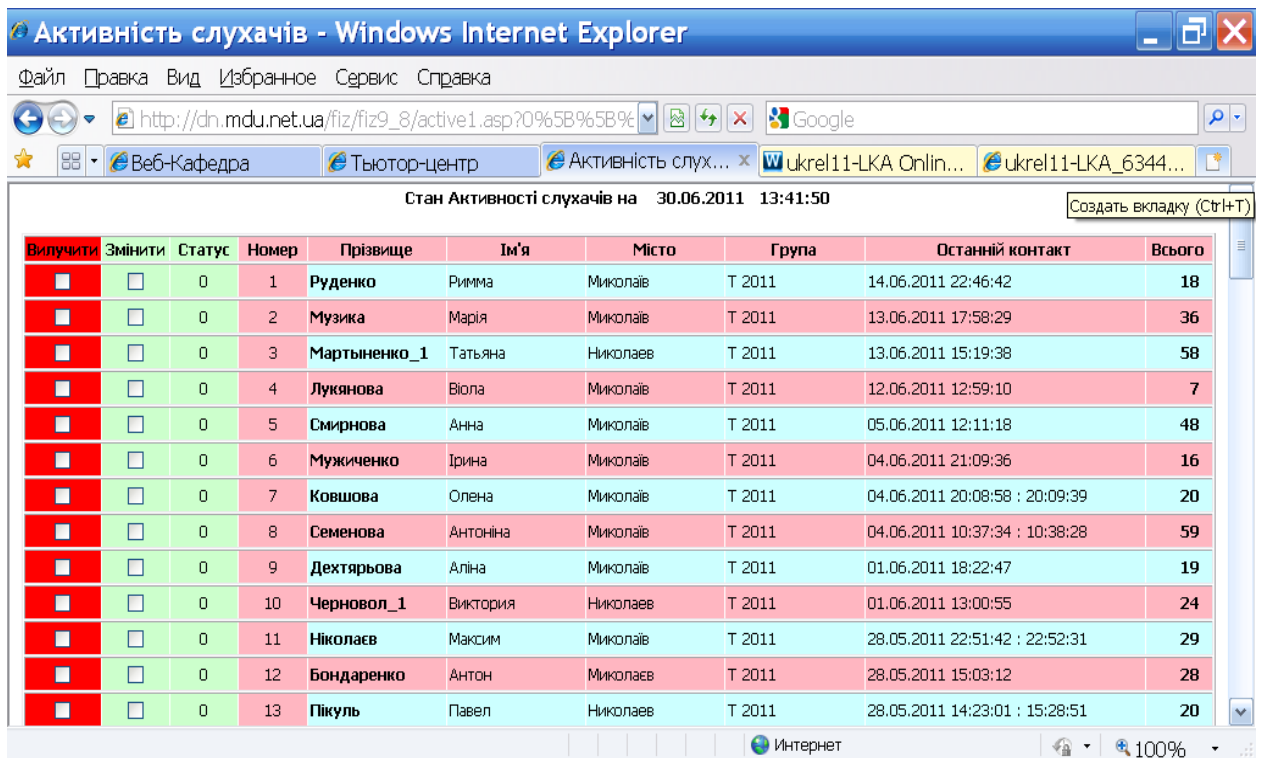 Активність слухачів - Windows Internet Explorer
Файл Правка Вид Избранное Сервис Справка
http://dn.mdu.net.ua/fiz/fiz9_8/active1.asp?0%5B%5B%6 Google
Веб-Кафедра Тьютор-центр Активність слух... ukrel11-LKA Onlin... ukrel11-LKA_6344...
Стан Активності слухачів на 30.06.2011 13:41:50
Создать вкладку (Ctrl+T)
Вилучити Змінити Статус Номер Прізвище Ім'я Місто Група Останній контакт Всього
0 1 Руденко Римма Миколаїв Т 2011 14.06.2011 22:46:42 18
0 2 Музика Марія Миколаїв Т 2011 13.06.2011 17:58:29 36
0 3 Мартыненко_1 Татьяна Николаев Т 2011 13.06.2011 15:19:38 58
0 4 Лукянова Віола Миколаїв Т 2011 12.06.2011 12:59:10 7
0 5 Смирнова Анна Миколаїв Т 2011 05.06.2011 12:11:18 48
0 6 Мужиченко Ірина Миколаїв Т 2011 04.06.2011 21:09:36 16
0 7 Ковшова Олена Миколаїв Т 2011 04.06.2011 20:08:58 : 20:09:39 20
0 8 Семенова Антоніна Миколаїв Т 2011 04.06.2011 10:37:34 : 10:38:28 59
0 9 Дехтярьова Аліна Миколаїв Т 2011 01.06.2011 18:22:47 19
0 10 Черновол_1 Виктория Николаев Т 2011 01.06.2011 13:00:55 24
0 11 Ніколаєв Максим Миколаїв Т 2011 28.05.2011 22:51:42 : 22:52:31 29
0 12 Бондаренко Антон Миколаєв Т 2011 28.05.2011 15:03:12 28
0 13 Пікуль Павел Николаев Т 2011 28.05.2011 14:23:01 : 15:28:51 20
Интернет 100%